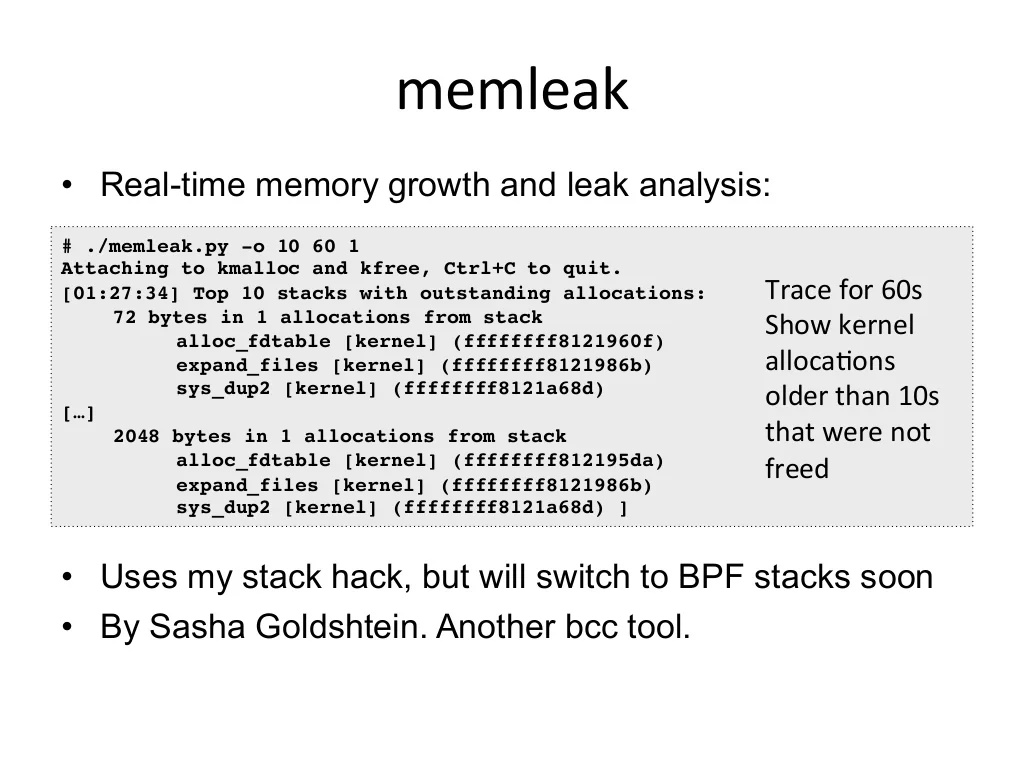 memleak
• Real-time memory growth and leak analysis:
# ./memleak.py -o 10 60 1
Attaching to kmalloc and kfree, Ctrl+C to quit.
[01:27:34] Top 10 stacks with outstanding allocations:
72 bytes in 1 allocations from stack
alloc_fdtable [kernel] (ffffffff8121960f)
expand_files [kernel] (ffffffff8121986b)
sys_dup2 [kernel] (ffffffff8121a68d)
[…]
2048 bytes in 1 allocations from stack
alloc_fdtable [kernel] (ffffffff812195da)
expand_files [kernel] (ffffffff8121986b)
sys_dup2 [kernel] (ffffffff8121a68d) ]
Trace for 60s
Show kernel
allocations
older than 10s
that were not
freed
• Uses my stack hack, but will switch to BPF stacks soon
• By Sasha Goldshtein. Another bcc tool.